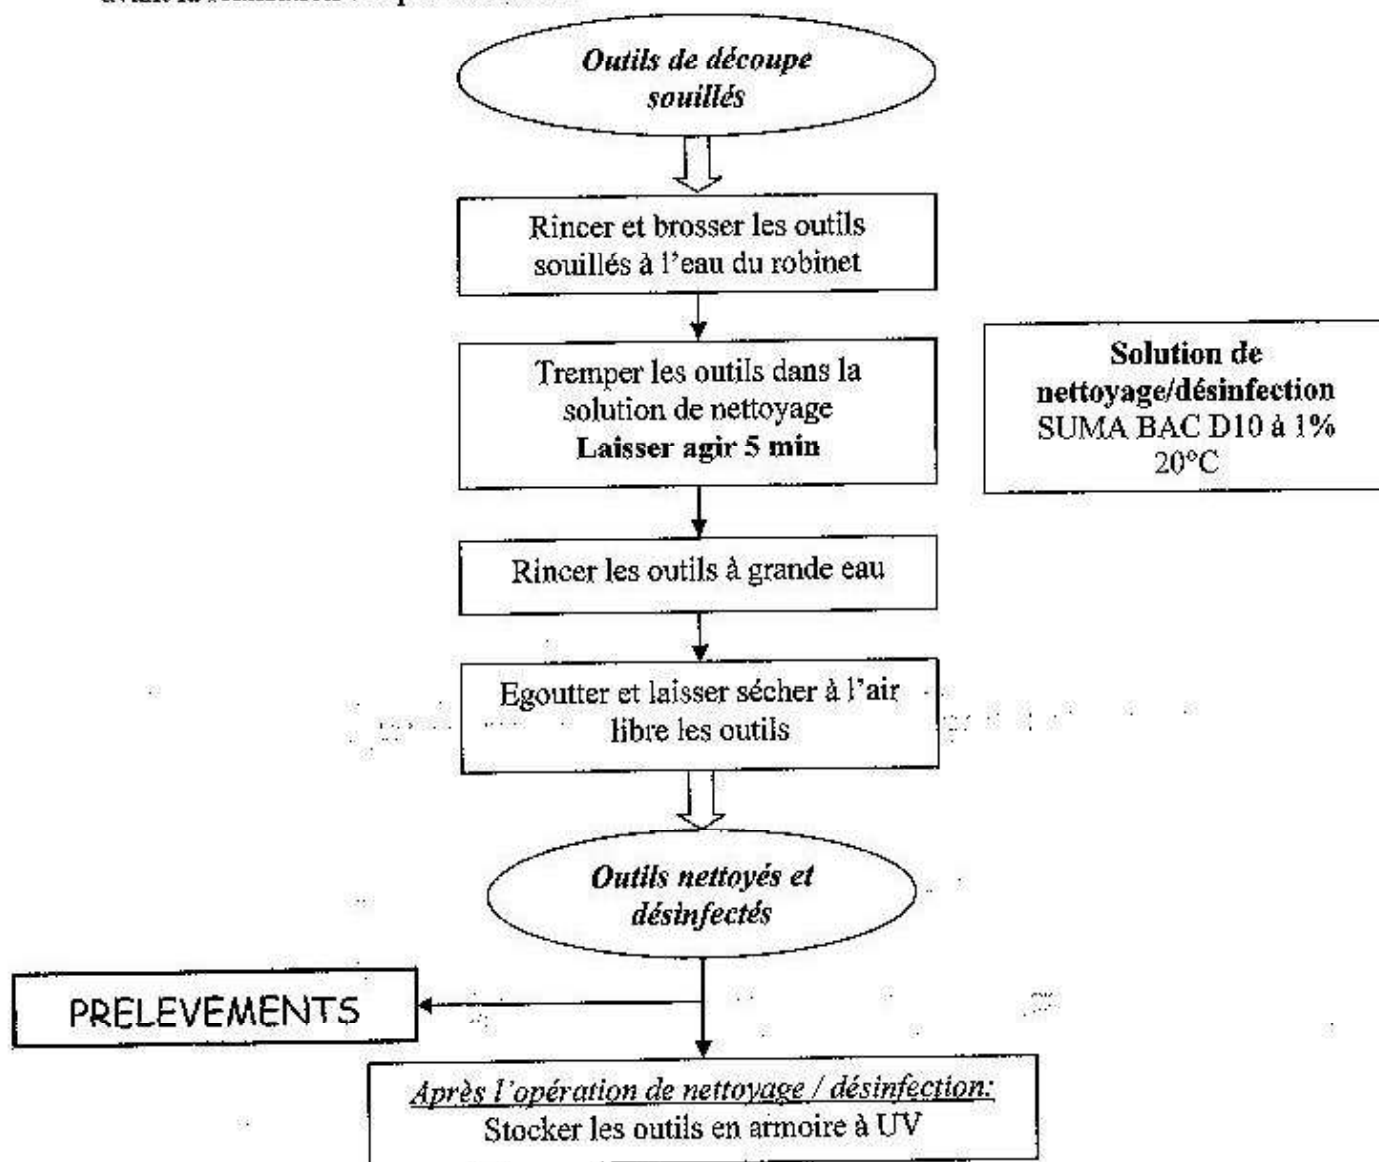 Outils de découpe
souillés
Rincer et brosser les outils
souillés à l'eau du robinet
Tremper les outils dans la
solution de nettoyage
Laisser agir 5 min
Solution de
nettoyage/désinfection
SUMA BAC D10 à 1%
20°C
Rincer les outils à grande eau
Egoutter et laisser sécher à l'air
libre les outils
Outils nettoyés et
désinfectés
PRELEVEMENTS
Après l'opération de nettoyage / désinfection:
Stocker les outils en armoire à UV